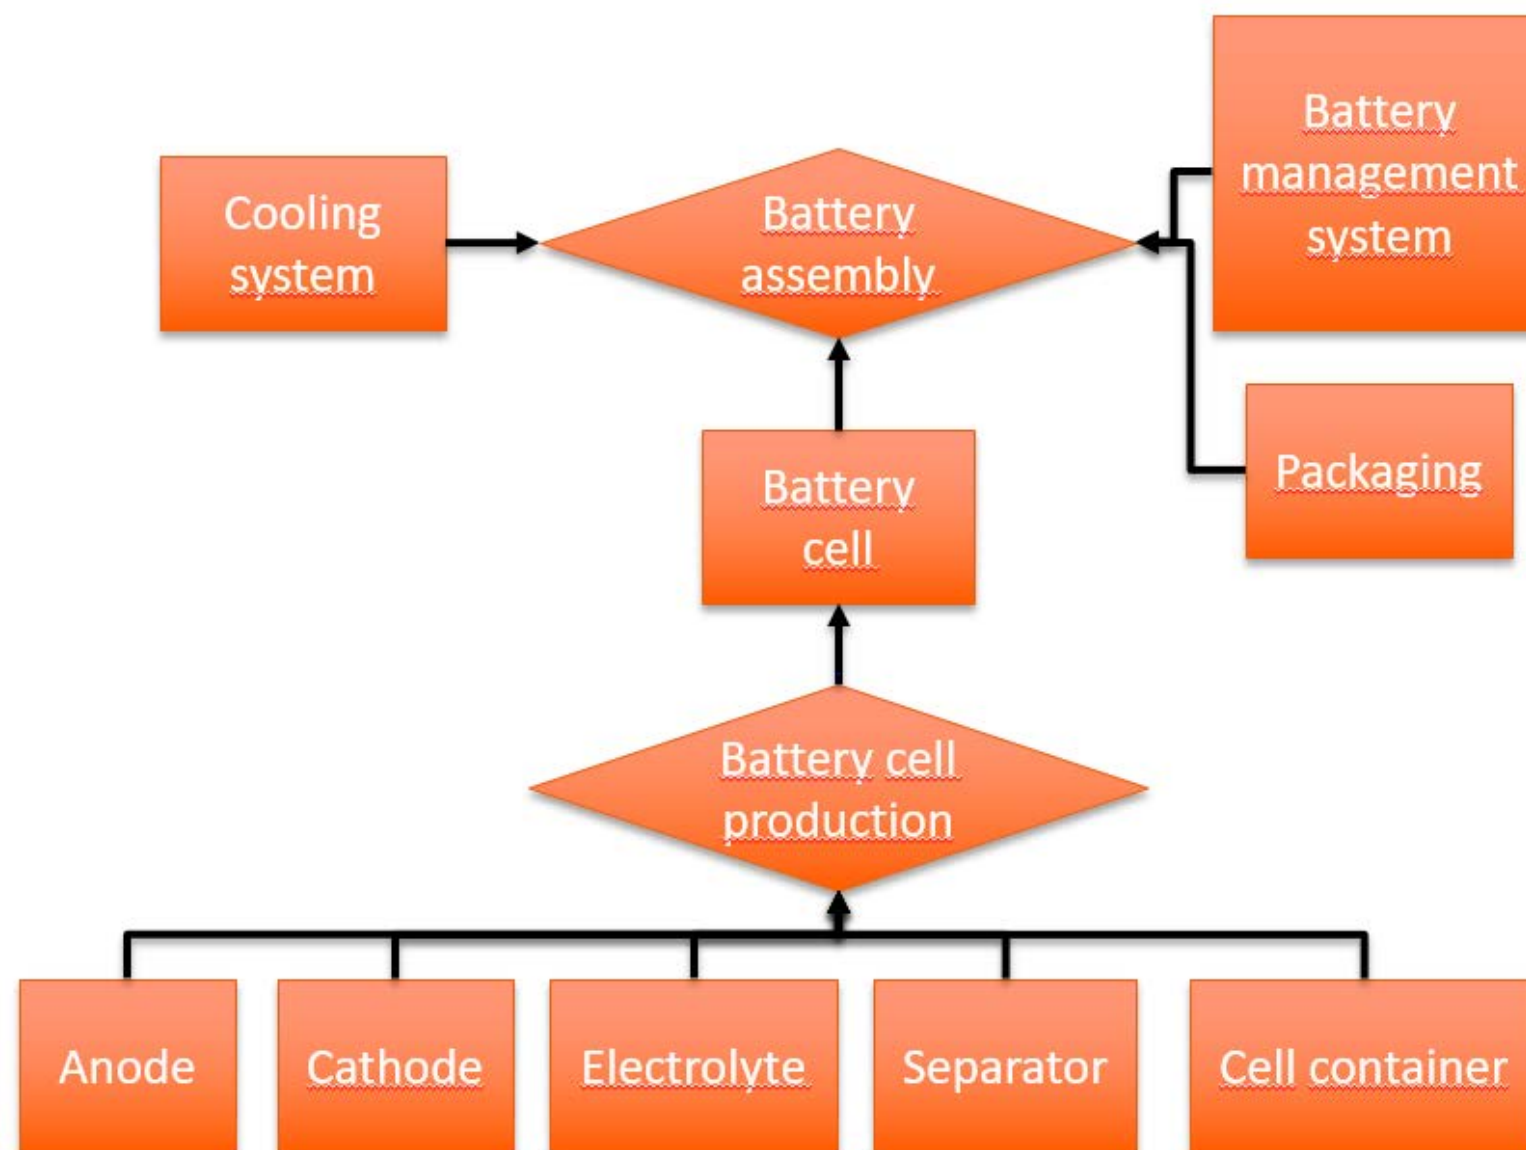 Cooling
system
Battery
assembly
Battery
management
system
Packaging
Battery
cell
Battery cell
production
Anode
Cathode
Electrolyte
Separator
Cell container